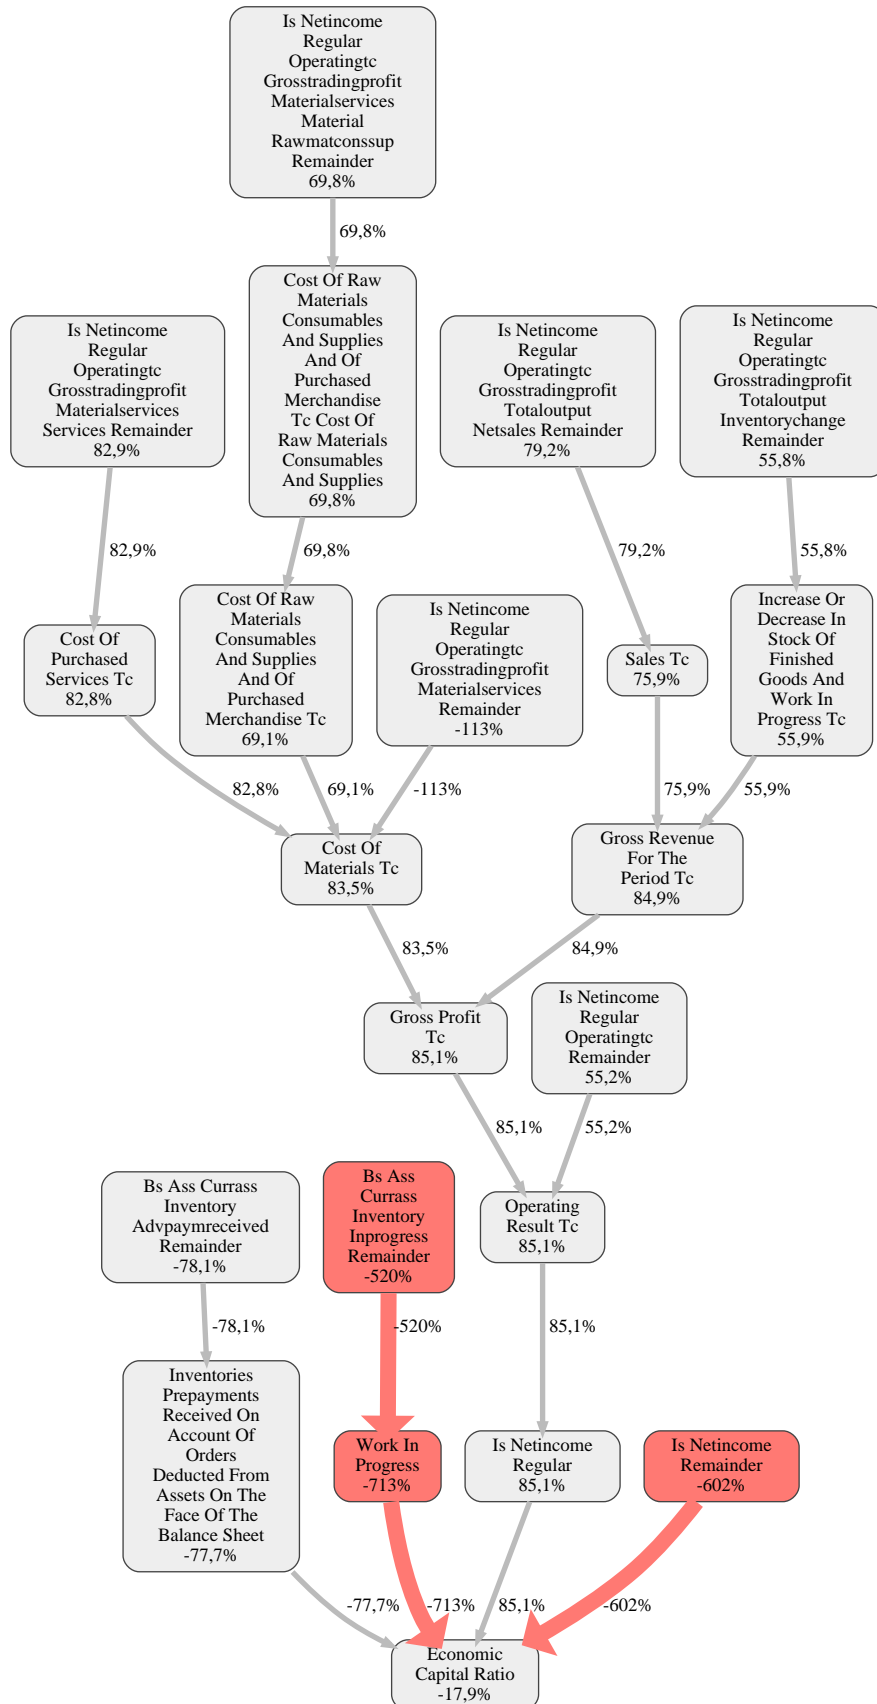 Is Netincome
Regular
Operatingtc
Grosstradingprofit
Materialservices
Material
Rawmatconssup
Remainder
69,8%
69,8%
Is Netincome
Regular
Operatingtc
Grosstradingprofit
Materialservices
Services Remainder
82,9%
Cost Of Raw
Materials
Consumables
And Supplies
And Of
Purchased
Merchandise
Tc Cost Of
Raw Materials
Consumables
And Supplies
69,8%
Is Netincome
Regular
Operatingtc
Grosstradingprofit
Totaloutput
Netsales Remainder
79,2%
Is Netincome
Regular
Operatingtc
Grosstradingprofit
Totaloutput
Inventorychange
Remainder
55,8%
82,9%
69,8%
79,2%
55,8%
Cost Of
Purchased
Services Tc
82,8%
Cost Of Raw
Materials
Consumables
And Supplies
And Of
Purchased
Merchandise Tc
69,1%
Is Netincome
Regular
Operatingtc
Grosstradingprofit
Materialservices
Remainder
-113%
Sales Tc
75,9%
Increase Or
Decrease In
Stock Of
Finished
Goods And
Work In
Progress Tc
55,9%
82,8%
69,1%
-113%
75,9%
55,9%
Cost Of
Materials Tc
83,5%
Gross Revenue
For The
Period Tc
84,9%
83,5%
84,9%
Gross Profit
Tc
85,1%
Is Netincome
Regular
Operatingtc
Remainder
55,2%
85,1%
55,2%
Bs Ass Currass
Inventory
Advpaymreceived
Remainder
-78,1%
Bs Ass
Currass
Inventory
Inprogress
Remainder
-520%
Operating
Result Tc
85,1%
-78,1%
-520%
85,1%
Inventories
Prepayments
Received On
Account Of
Orders
Deducted From
Assets On The
Face Of The
Balance Sheet
-77,7%
Work In
Progress
-713%
Is Netincome
Regular
85,1%
Is Netincome
Remainder
-602%
-77,7%
-713%
85,1%
-602%
Economic
Capital Ratio
-17,9%